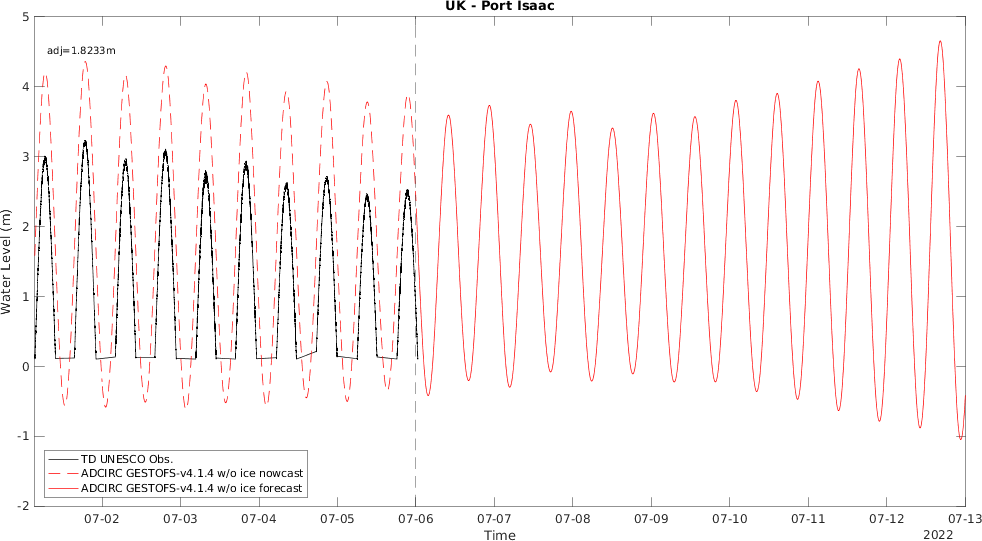 UK - Port Isaac
adj=1.8233m
5
4
3
2
1
0
-1
-2
Water Level (m)
TD UNESCO Obs.
ADCIRC GESTOFS-v4.1.4 w/o ice nowcast
ADCIRC GESTOFS-v4.1.4 w/o ice forecast
07-02 07-03 07-04 07-05 07-06 07-07 07-08 07-09 07-10 07-11 07-12 07-13
Time
2022